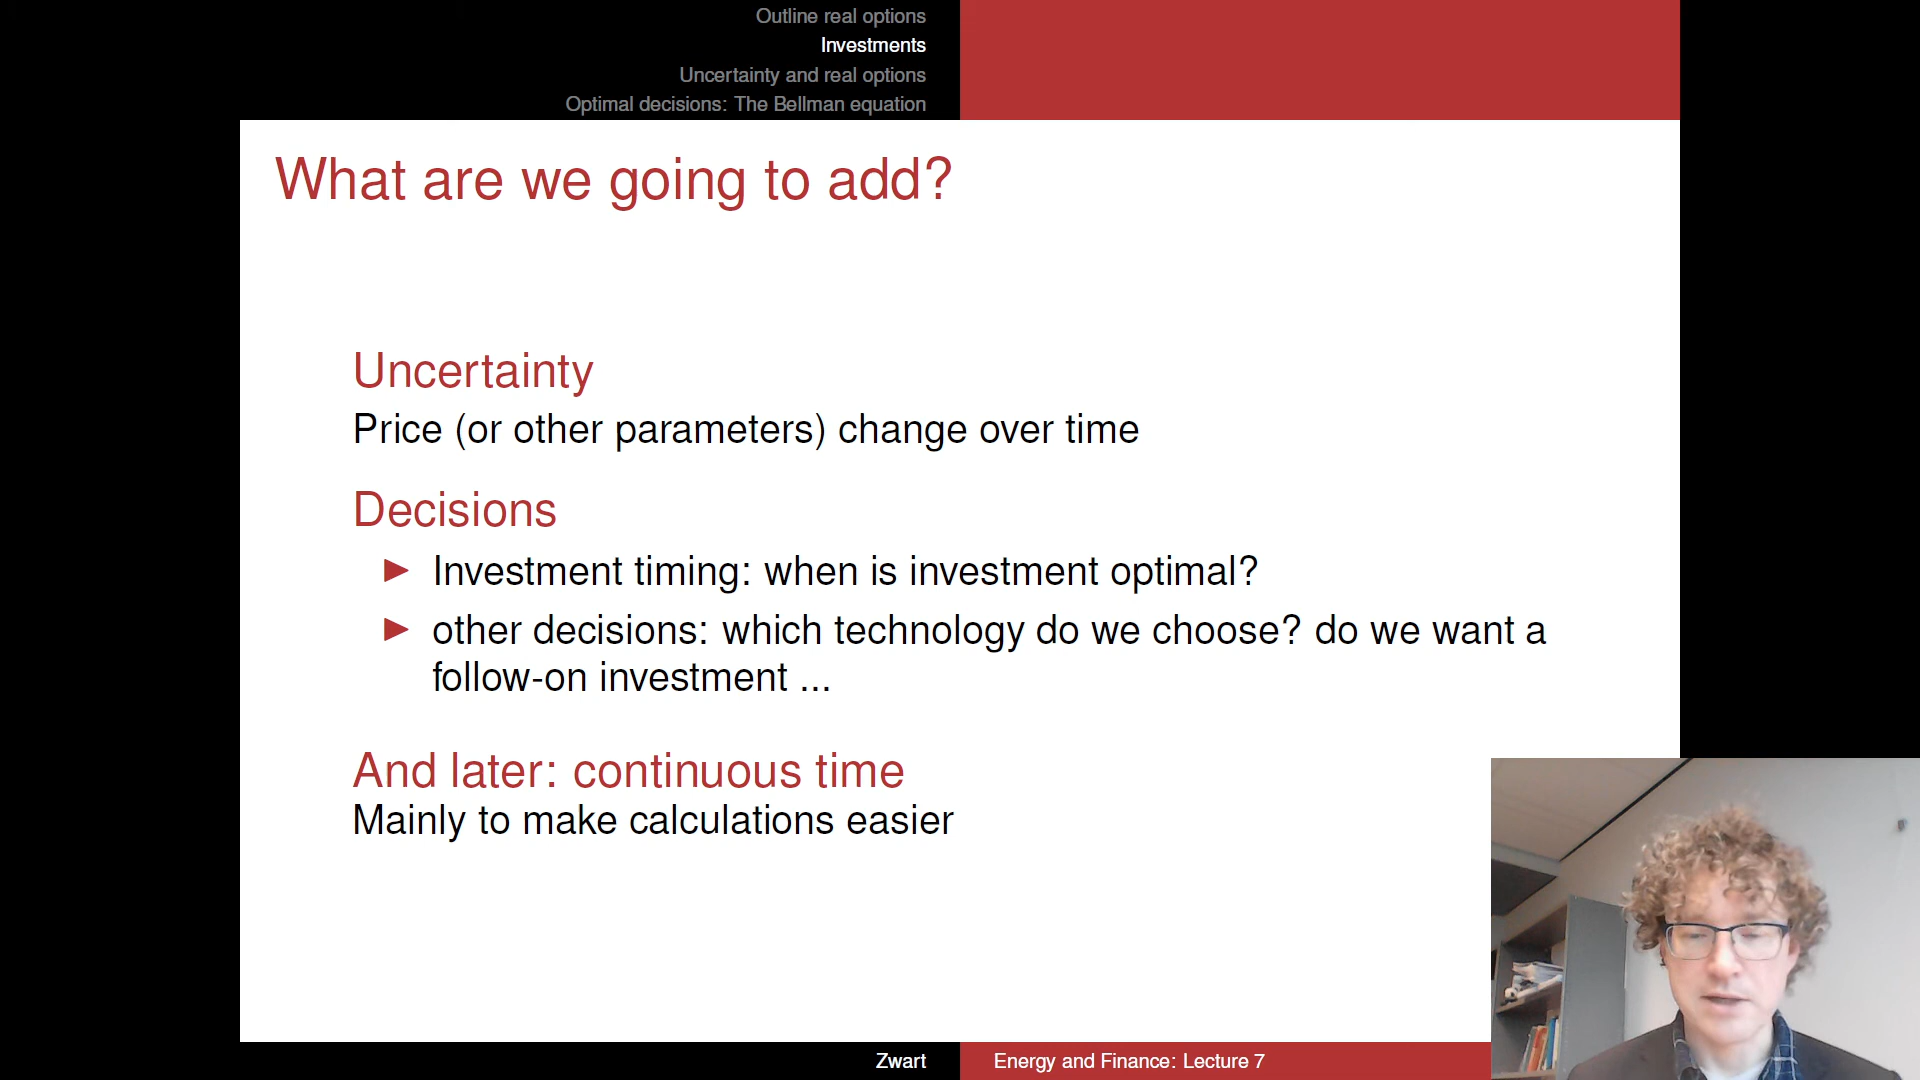 Outline real options
Investments
Uncertainty and real options
Optimal decisions: The Bellman equation
What are we going to add?
Uncertainty
Price (or other parameters) change over time
Decisions
Investment timing: when is investment optimal?
other decisions: which technology do we choose? do we want a
follow-on investment ...
And later: continuous time
Mainly to make calculations easier
Zwart
Energy and Finance: Lecture 7